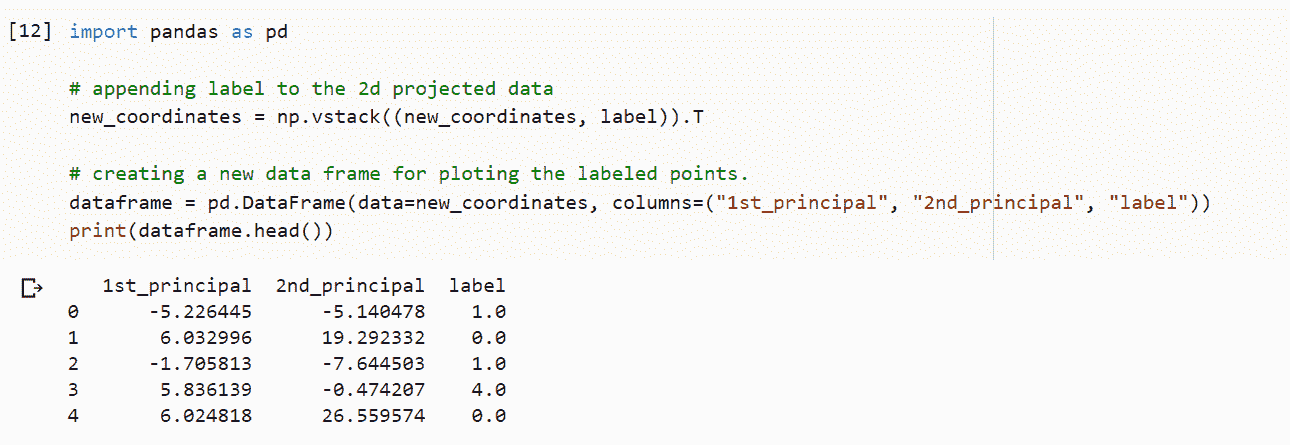 [12] import pandas as pd
# appending label to the 2d projected data
new_coordinates = np.vstack((new_coordinates, label)).T
# creating a new data frame for ploting the labeled points.
dataframe = pd.DataFrame(data=new_coordinates, columns=("1st_principal", "2nd_principal", "label"))
print(dataframe.head())
1st_principal 2nd_principal label
0 -5.226445 -5.140478 1.0
1 6.032996 19.292332 0.0
2 -1.705813 -7.644503 1.0
3 5.836139 -0.474207 4.0
4 6.024818 26.559574 0.0